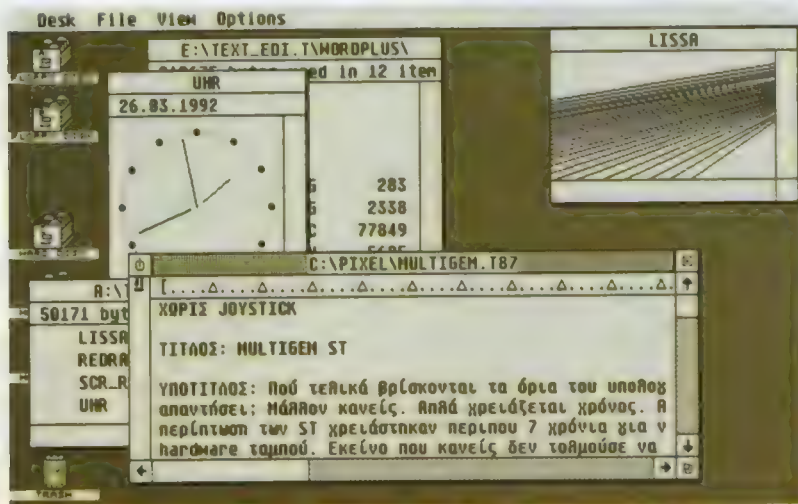 Desk File View Options
E:\TEXT_EDI.T\WORDPLUS\
LISSA
used in 12 item
UHR
26.03.1992
283
2338
77849
C:\PIXEL\MULTIGEM.T87
50171 byt
LISSA
REDRA
SCR_R
UHR
ΧΩΡΙΣ JOYSTICK
ΤΙΤΛΟΣ: MULTIGEM ST
ΥΠΟΤΙΤΛΟΣ: Πού τελικά βρίσκονται τα όρια του υπολογ
απαντήσει; Μάλλον κανείς. Απλά χρειάζεται χρόνος.
περίπτωση των ST χρειάστηκαν περίπου 7 χρόνια για ν
hardware ταμπού. Εκείνο που κανείς δεν τολμούσε να
TRASH